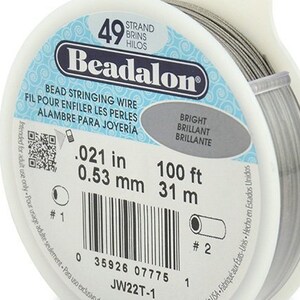 49 STRAND
BRINS
HILOS
Beadalon®
BEAD STRINGING WIRE
FIL POUR ENFILER LES PERLES
ALAMBRE PARA JOYERÍA
BRIGHT
BRILLANT
BRILLANTE
.021 in
0.53 mm
100 ft
31 m
# 1
# 2
0 35926 07775 1
JW22T-1